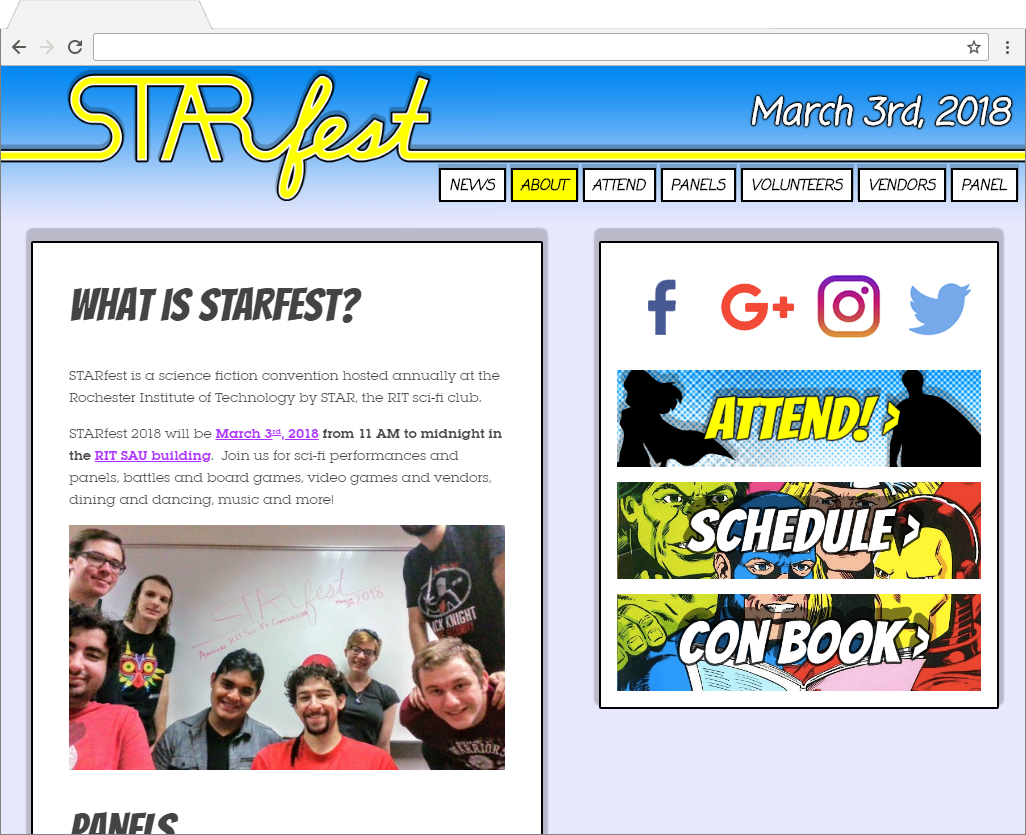 STARfest
March 3rd, 2018
NEWS ABOUT ATTEND PANELS VOLUNTEERS VENDORS PANEL
WHAT IS STARFEST?
STARfest is a science fiction convention hosted annually at the
Rochester Institute of Technology by STAR, the RIT sci-fi club.
STARfest 2018 will be March 3rd, 2018 from 11 AM to midnight in
the RIT SAU building.  Join us for sci-fi performances and
panels, battles and board games, video games and vendors,
dining and dancing, music and more!
STARfest
2018
Annual RIT Sci Fi Convention
CK KNIGHT
WARRIORS
PANELS
f G+
ATTEND! >
SCHEDULE >
CON BOOK >